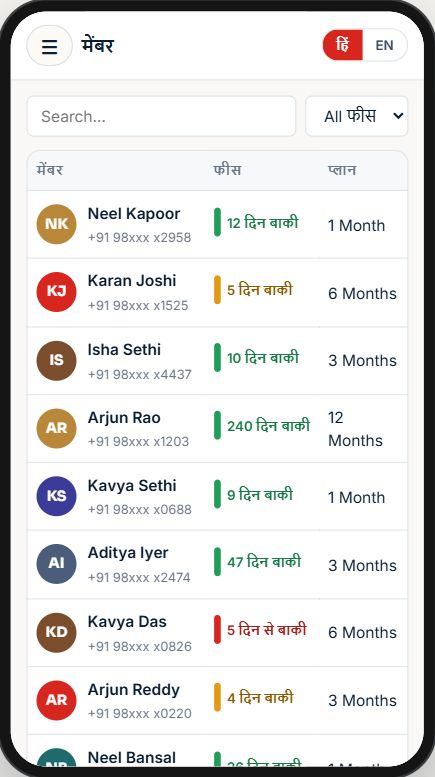 मेंबर
हिं
EN
Search...
All फीस
मेंबर फीस प्लान
NK Neel Kapoor 12 दिन बाकी 1 Month
+91 98xxx x2958
KJ Karan Joshi 5 दिन बाकी 6 Months
+91 98xxx x1525
IS Isha Sethi 10 दिन बाकी 3 Months
+91 98xxx x4437
AR Arjun Rao 240 दिन बाकी 12 Months
+91 98xxx x1203
KS Kavya Sethi 9 दिन बाकी 1 Month
+91 98xxx x0688
AI Aditya Iyer 47 दिन बाकी 3 Months
+91 98xxx x2474
KD Kavya Das 5 दिन से बाकी 6 Months
+91 98xxx x0826
AR Arjun Reddy 4 दिन बाकी 3 Months
+91 98xxx x0220
Neel Bansal